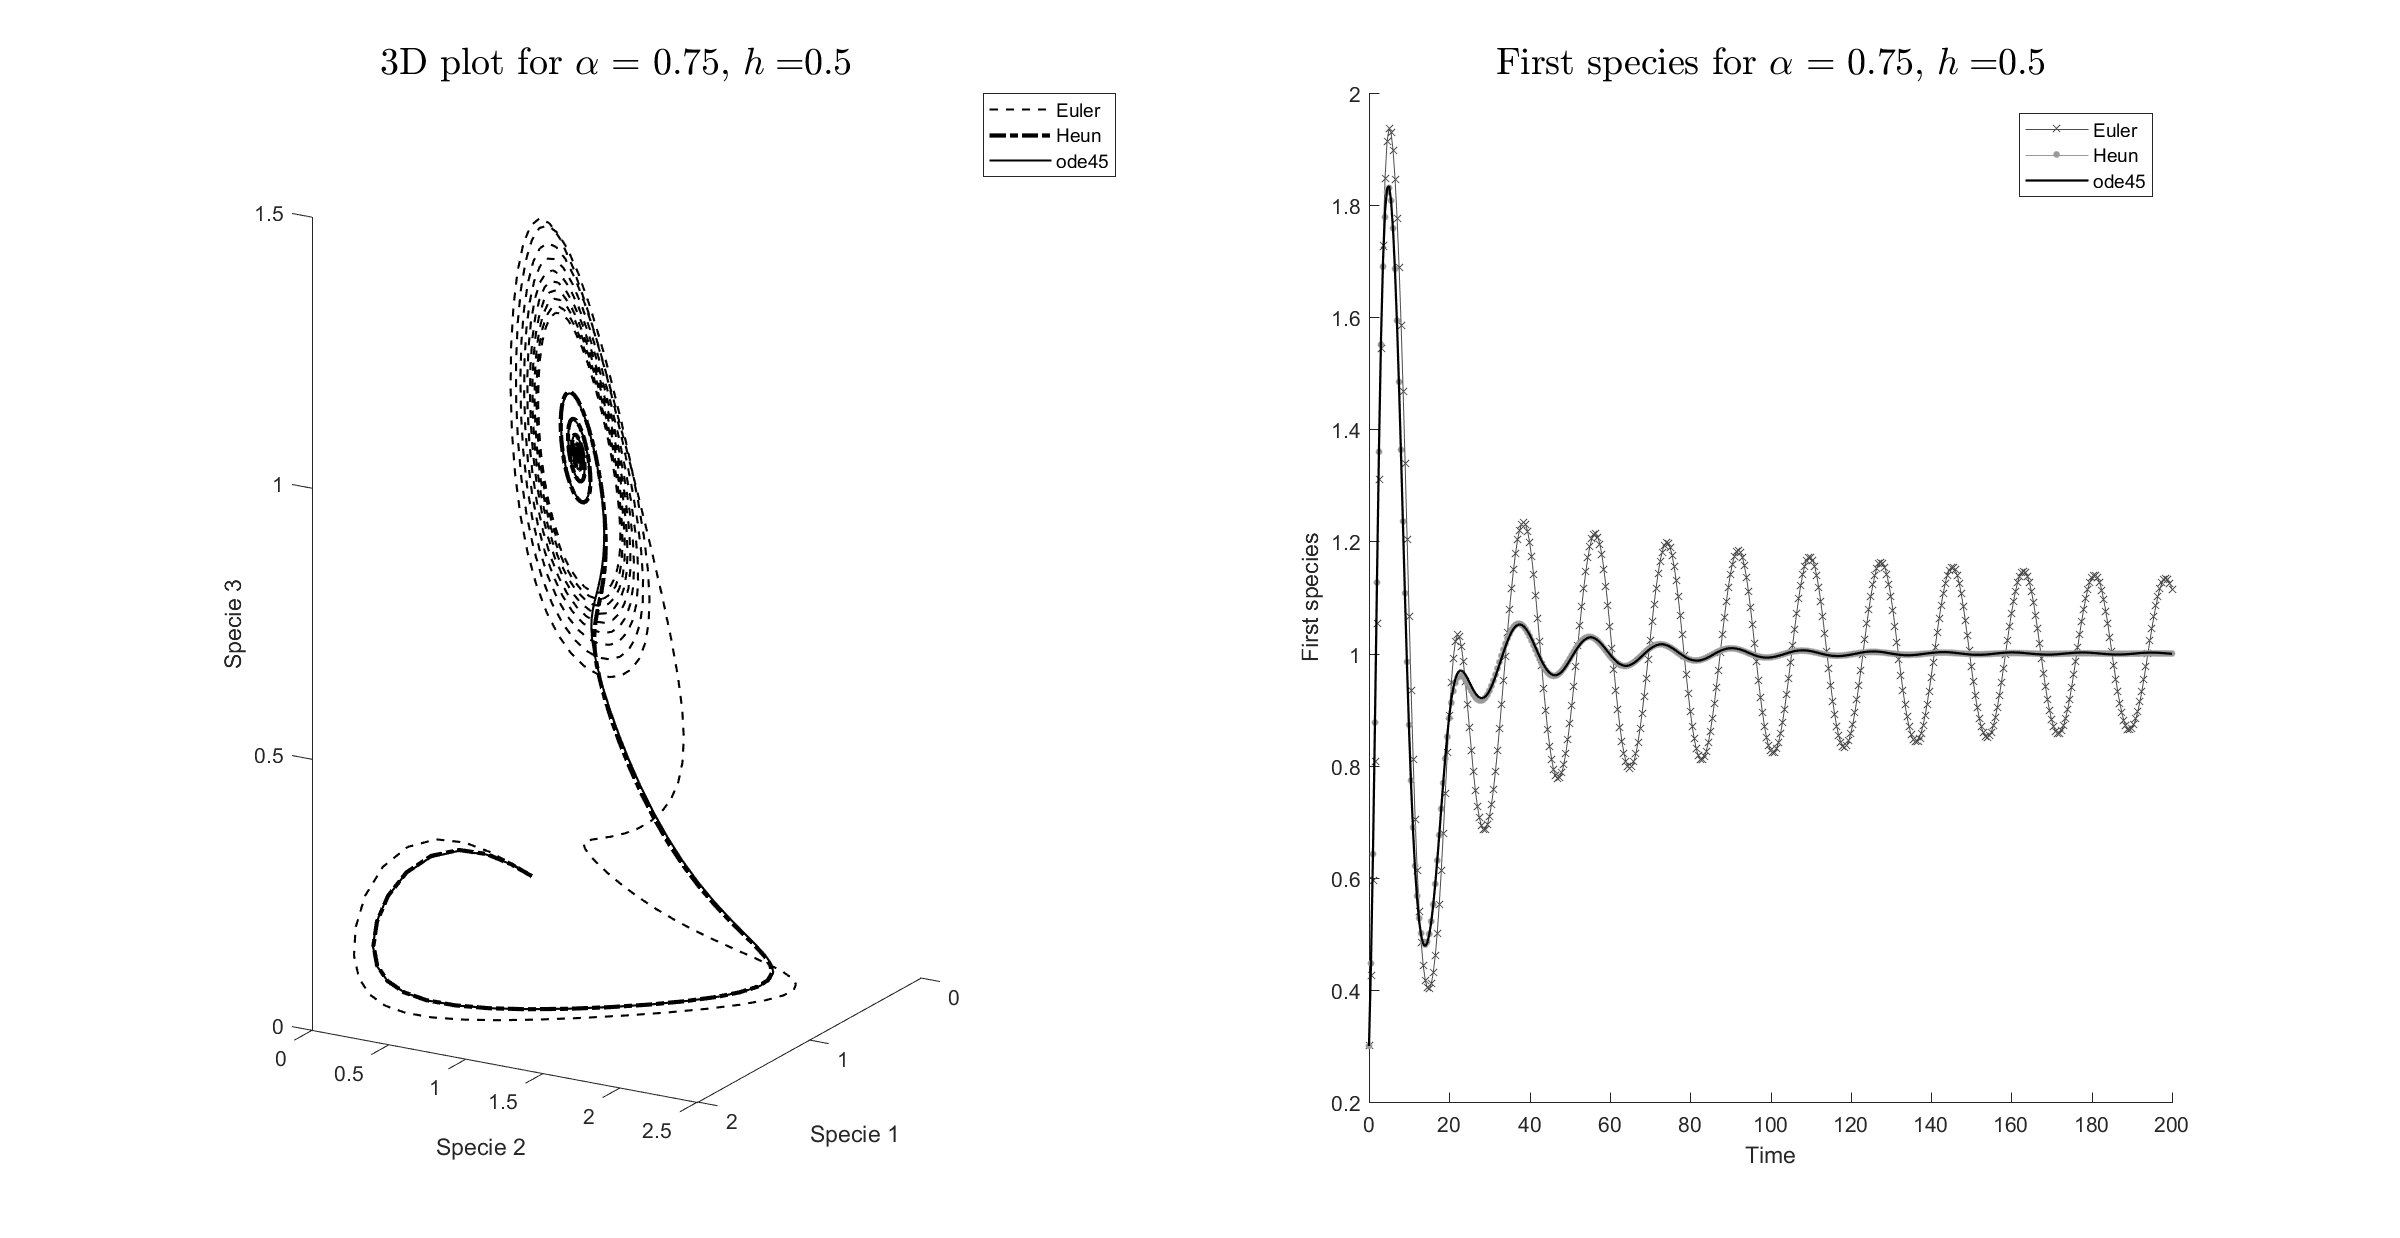 3D plot for α = 0.75, h =0.5
Euler
Heun
ode45
1.5
1
0.5
0
Specie 3
0
0.5
1
1.5
2
2.5
Specie 2
0
1
2
Specie 1
First species for α = 0.75, h =0.5
Euler
Heun
ode45
2
1.8
1.6
1.4
1.2
1
0.8
0.6
0.4
0.2
First species
0 20 40 60 80 100 120 140 160 180 200
Time